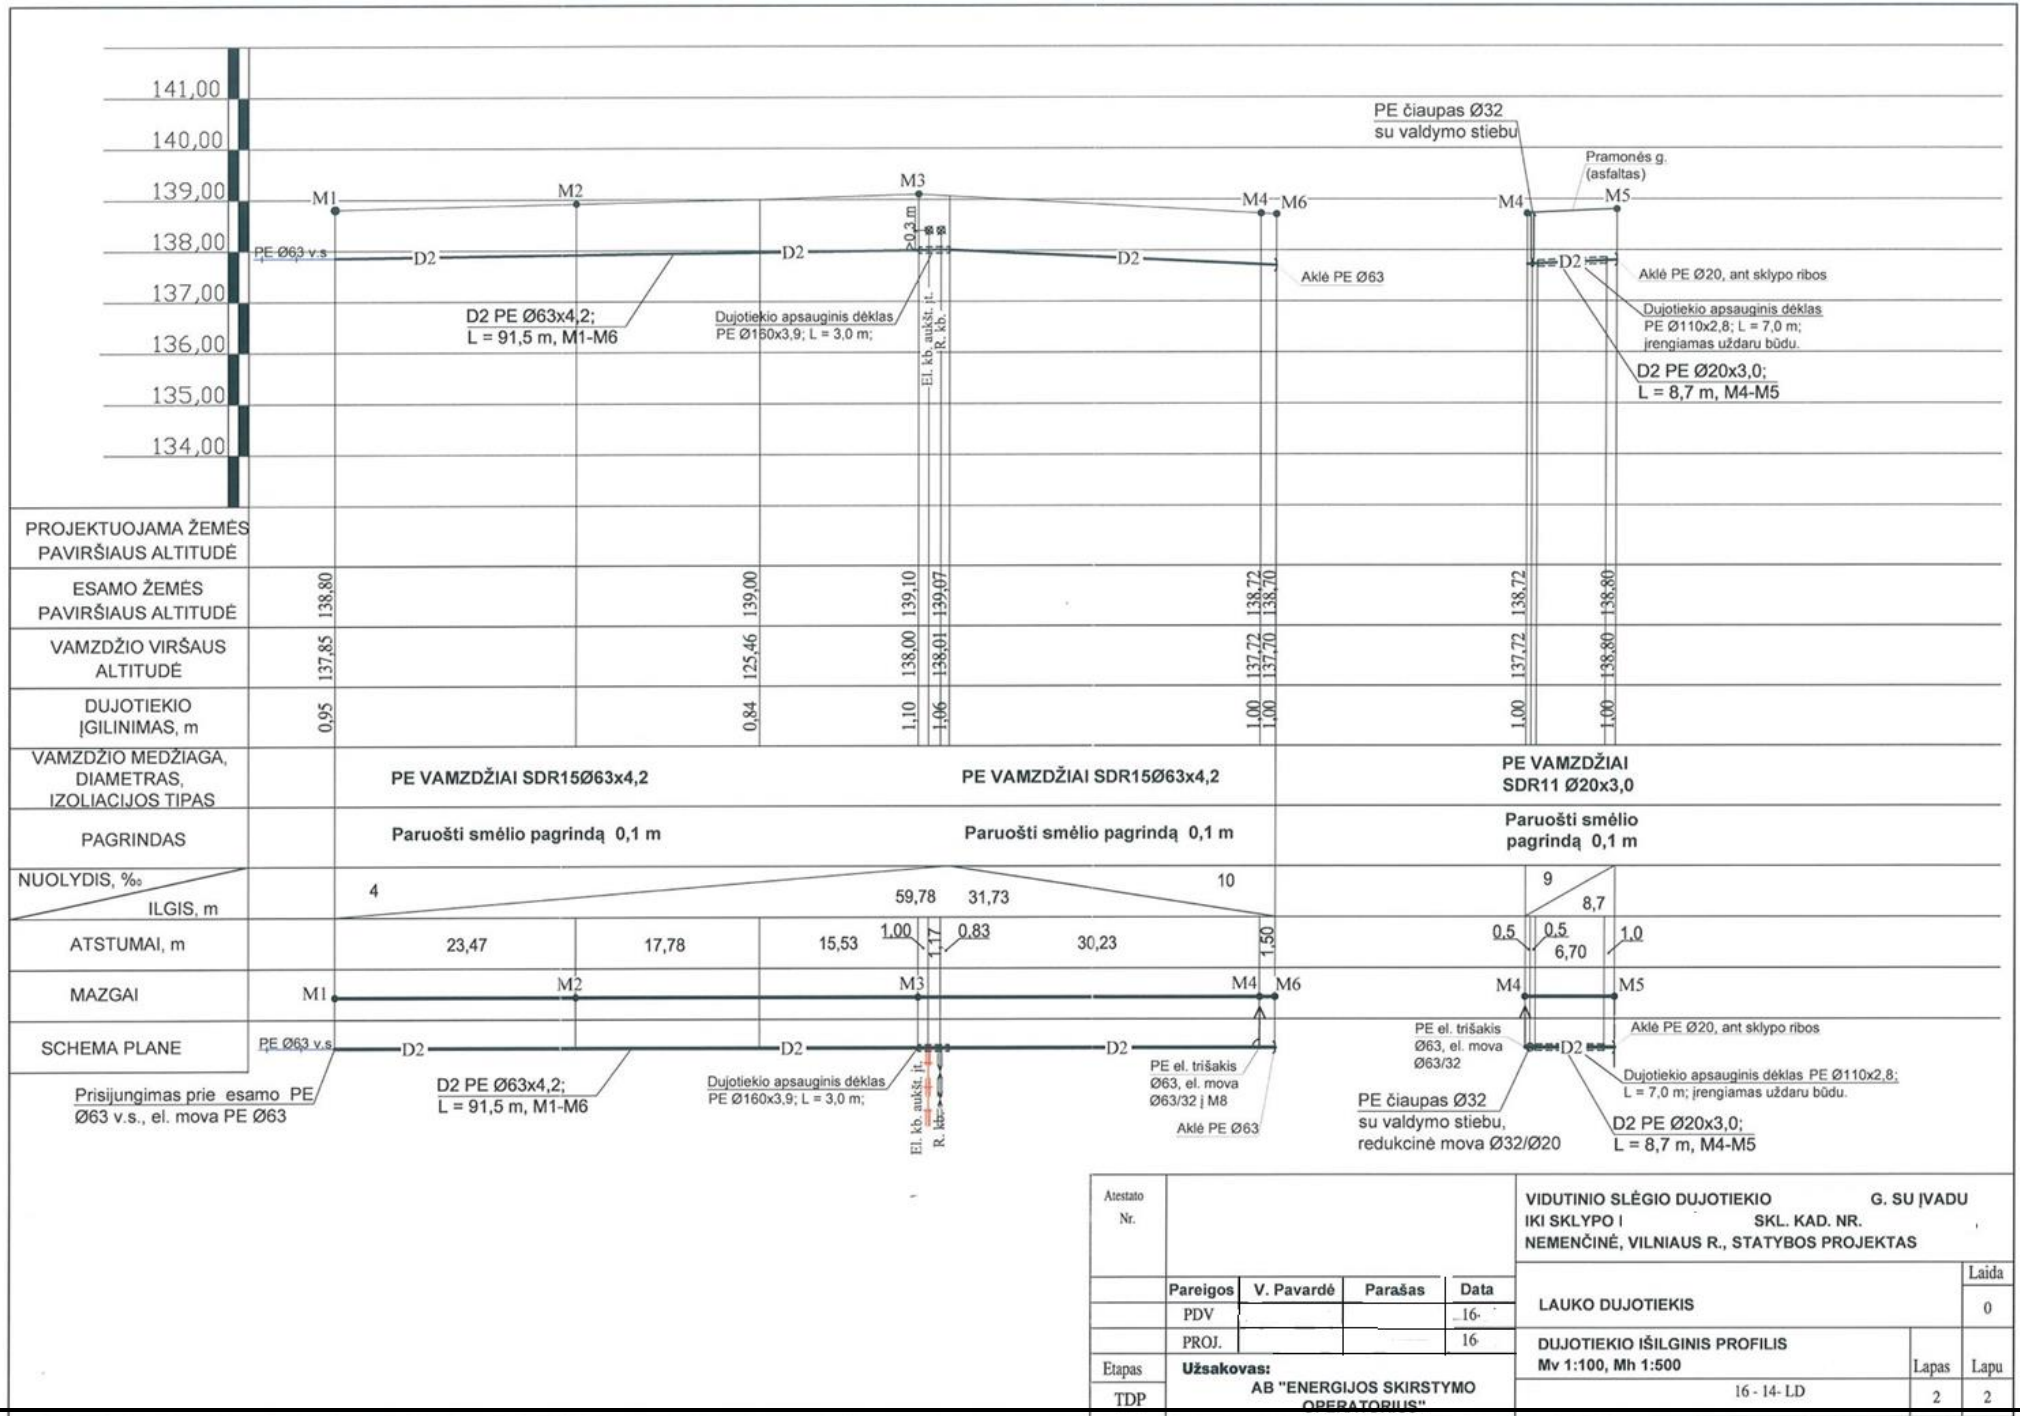 141,00
140,00
139,00
138,00
137,00
136,00
135,00
134,00
PE čiaupas Ø32
su valdymo stiebu
Pramonės g.
(asfaltas)
M1
M2
M3
M4
M6
M4
M5
>0,3 m
PE Ø63 v.s
D2
D2
D2
D2
Aklė PE Ø63
Aklė PE Ø20, ant sklypo ribos
D2 PE Ø63x4,2;
L = 91,5 m, M1-M6
Dujotiekio apsauginis dėklas
PE Ø160x3,9; L = 3,0 m;
El. kb. aukšt. įt.
R. kb.
Dujotiekio apsauginis dėklas
PE Ø110x2,8; L = 7,0 m;
įrengiamas uždaru būdu.
D2 PE Ø20x3,0;
L = 8,7 m, M4-M5
PROJEKTUOJAMA ŽEMĖS
PAVIRŠIAUS ALTITUDĖ
ESAMO ŽEMĖS
PAVIRŠIAUS ALTITUDĖ
138,80
139,00
139,10
139,07
138,72
138,70
138,72
138,80
VAMZDŽIO VIRŠAUS
ALTITUDĖ
137,85
125,46
138,00
138,01
137,72
137,70
137,72
138,80
DUJOTIEKIO
ĮGILINIMAS, m
0,95
0,84
1,10
1,06
1,00
1,00
1,00
1,00
VAMZDŽIO MEDŽIAGA,
DIAMETRAS,
IZOLIACIJOS TIPAS
PE VAMZDŽIAI SDR15Ø63x4,2
PE VAMZDŽIAI SDR15Ø63x4,2
PE VAMZDŽIAI
SDR11 Ø20x3,0
PAGRINDAS
Paruošti smėlio pagrindą 0,1 m
Paruošti smėlio pagrindą 0,1 m
Paruošti smėlio
pagrindą 0,1 m
NUOLYDIS, ‰
ILGIS, m
4
59,78
31,73
10
9
8,7
ATSTUMAI, m
23,47
17,78
15,53
1,00
1,17
0,83
30,23
1,50
0,5
0,5
6,70
1,0
MAZGAI
M1
M2
M3
M4
M6
M4
M5
SCHEMA PLANE
PE Ø63 v.s
D2
D2
D2
D2
Prisijungimas prie esamo PE
Ø63 v.s., el. mova PE Ø63
D2 PE Ø63x4,2;
L = 91,5 m, M1-M6
Dujotiekio apsauginis dėklas
PE Ø160x3,9; L = 3,0 m;
El. kb. aukšt. įt.
R. kb.
PE el. trišakis
Ø63, el. mova
Ø63/32 į M8
Aklė PE Ø63
PE el. trišakis
Ø63, el. mova
Ø63/32
PE čiaupas Ø32
su valdymo stiebu,
redukcinė mova Ø32/Ø20
Aklė PE Ø20, ant sklypo ribos
Dujotiekio apsauginis dėklas PE Ø110x2,8;
L = 7,0 m; įrengiamas uždaru būdu.
D2 PE Ø20x3,0;
L = 8,7 m, M4-M5
Atestato
Nr.
VIDUTINIO SLĖGIO DUJOTIEKIO G. SU ĮVADU
IKI SKLYPO SKL. KAD. NR.
NEMENČINĖ, VILNIAUS R., STATYBOS PROJEKTAS
Pareigos V. Pavardė Parašas Data
PDV 16-
PROJ. 16
LAUKO DUJOTIEKIS
Laida
0
DUJOTIEKIO IŠILGINIS PROFILIS
Mv 1:100, Mh 1:500
Lapas Lapu
2 2
Etapas
TDP
Užsakovas:
AB "ENERGIJOS SKIRSTYMO
OPERATORIUS"
16 - 14- LD